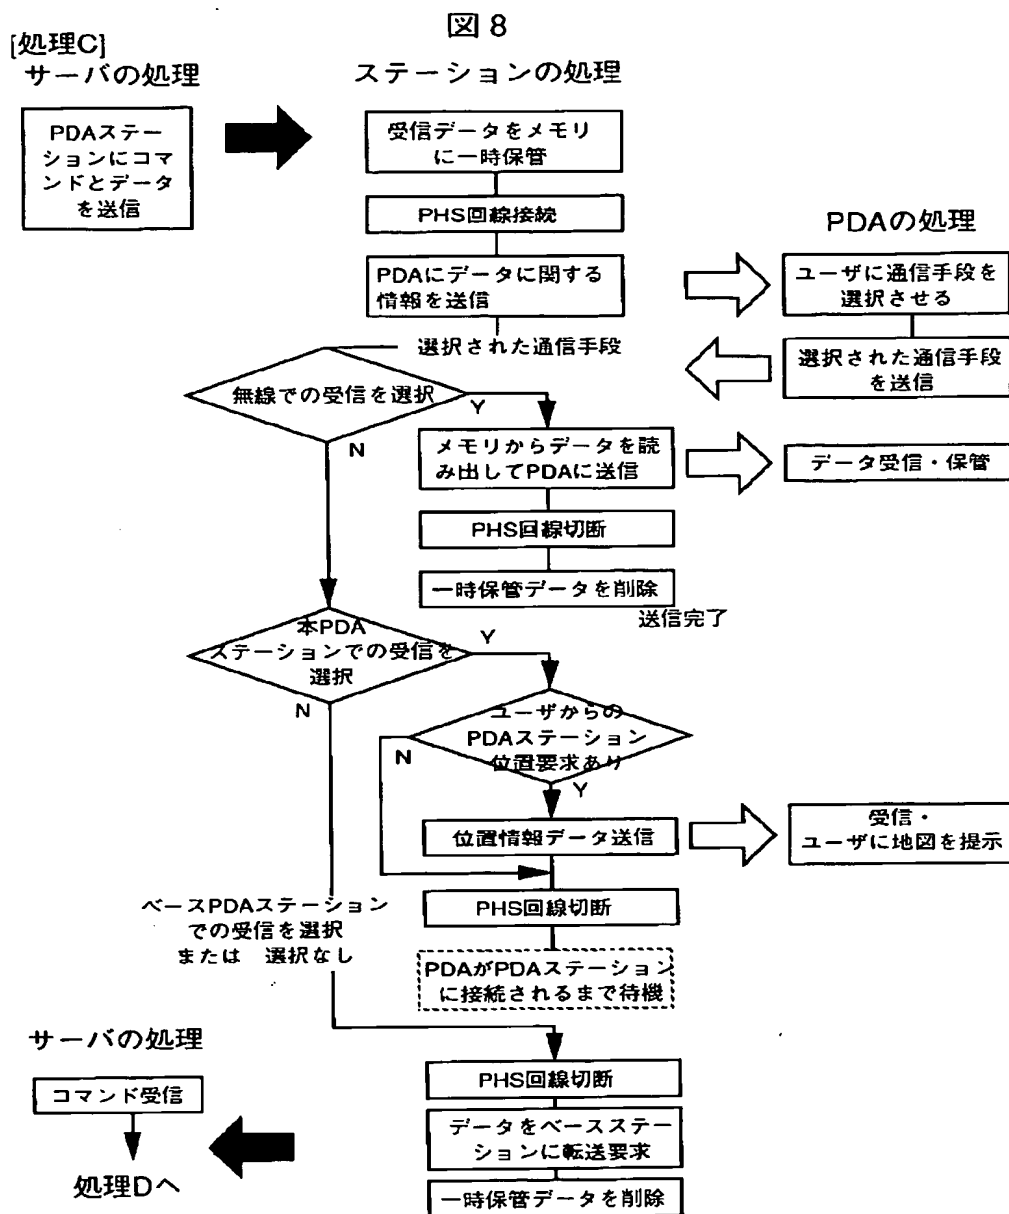 図8
[処理C]
サーバの処理
ステーションの処理
PDAステー
ションにコマ
ンドとデータ
を送信
受信データをメモリ
に一時保管
PHS回線接続
PDAの処理
PDAにデータに関する
情報を送信
ユーザに通信手段を
選択させる
選択された通信手段
選択された通信手段
を送信
無線での受信を選択
Y
N
メモリからデータを読
み出してPDAに送信
データ受信・保管
PHS回線切断
一時保管データを削除
送信完了
本PDA
ステーションでの受信を
選択
Y
N
ユーザからの
PDAステーション
位置要求あり
N
Y
位置情報データ送信
受信・
ユーザに地図を提示
PHS回線切断
ベースPDAステーション
での受信を選択
または 選択なし
PDAがPDAステーション
に接続されるまで待機
サーバの処理
コマンド受信
処理Dへ
PHS回線切断
データをベースステー
ションに転送要求
一時保管データを削除